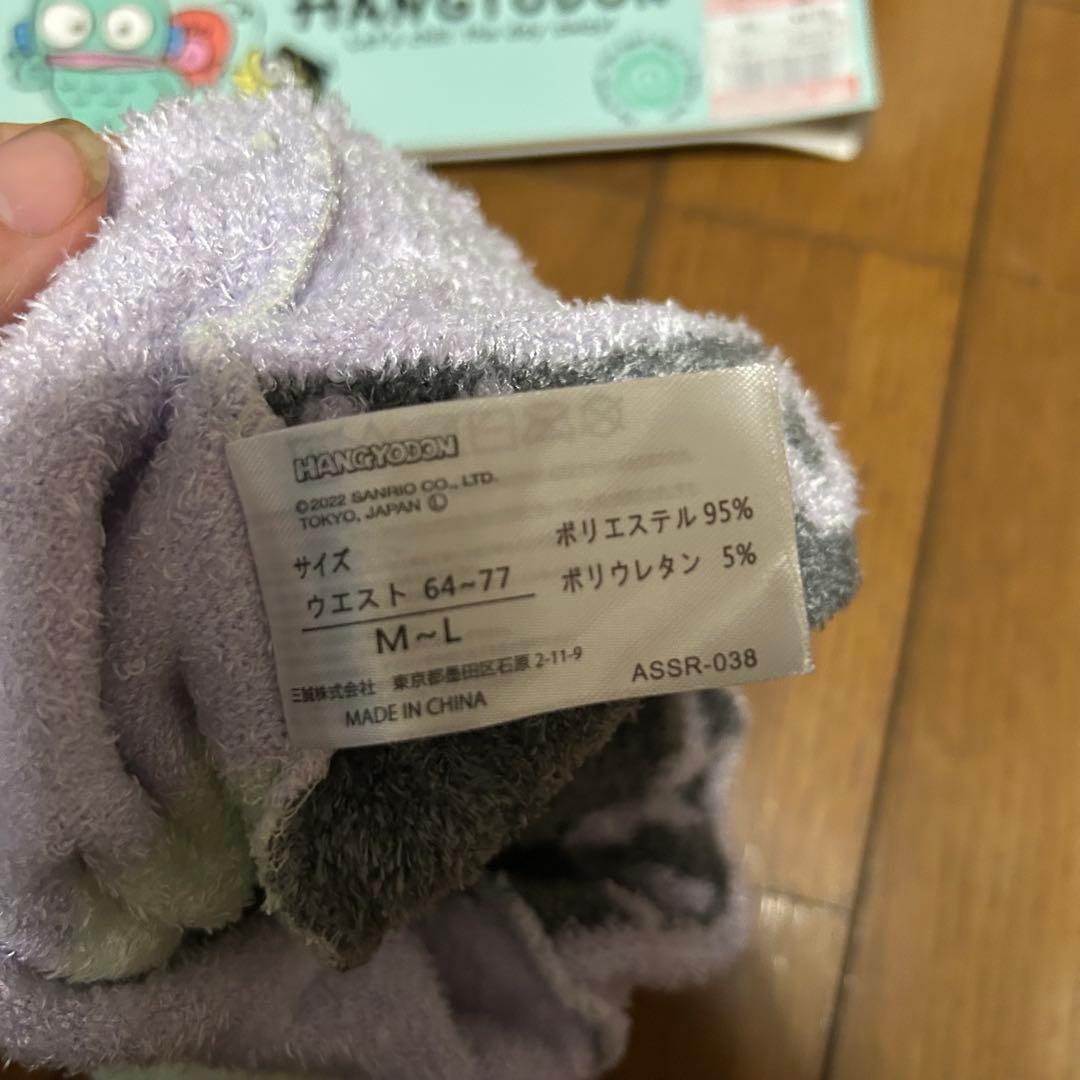 HANGYODON
HANGYODON
©2022 SANRIO CO., LTD.
TOKYO, JAPAN Ⓛ
サイズ
ウエスト 64~77
M~L
ポリエステル 95%
ポリウレタン 5%
三誠株式会社 東京都墨田区石原 2-11-9
MADE IN CHINA
ASSR-038